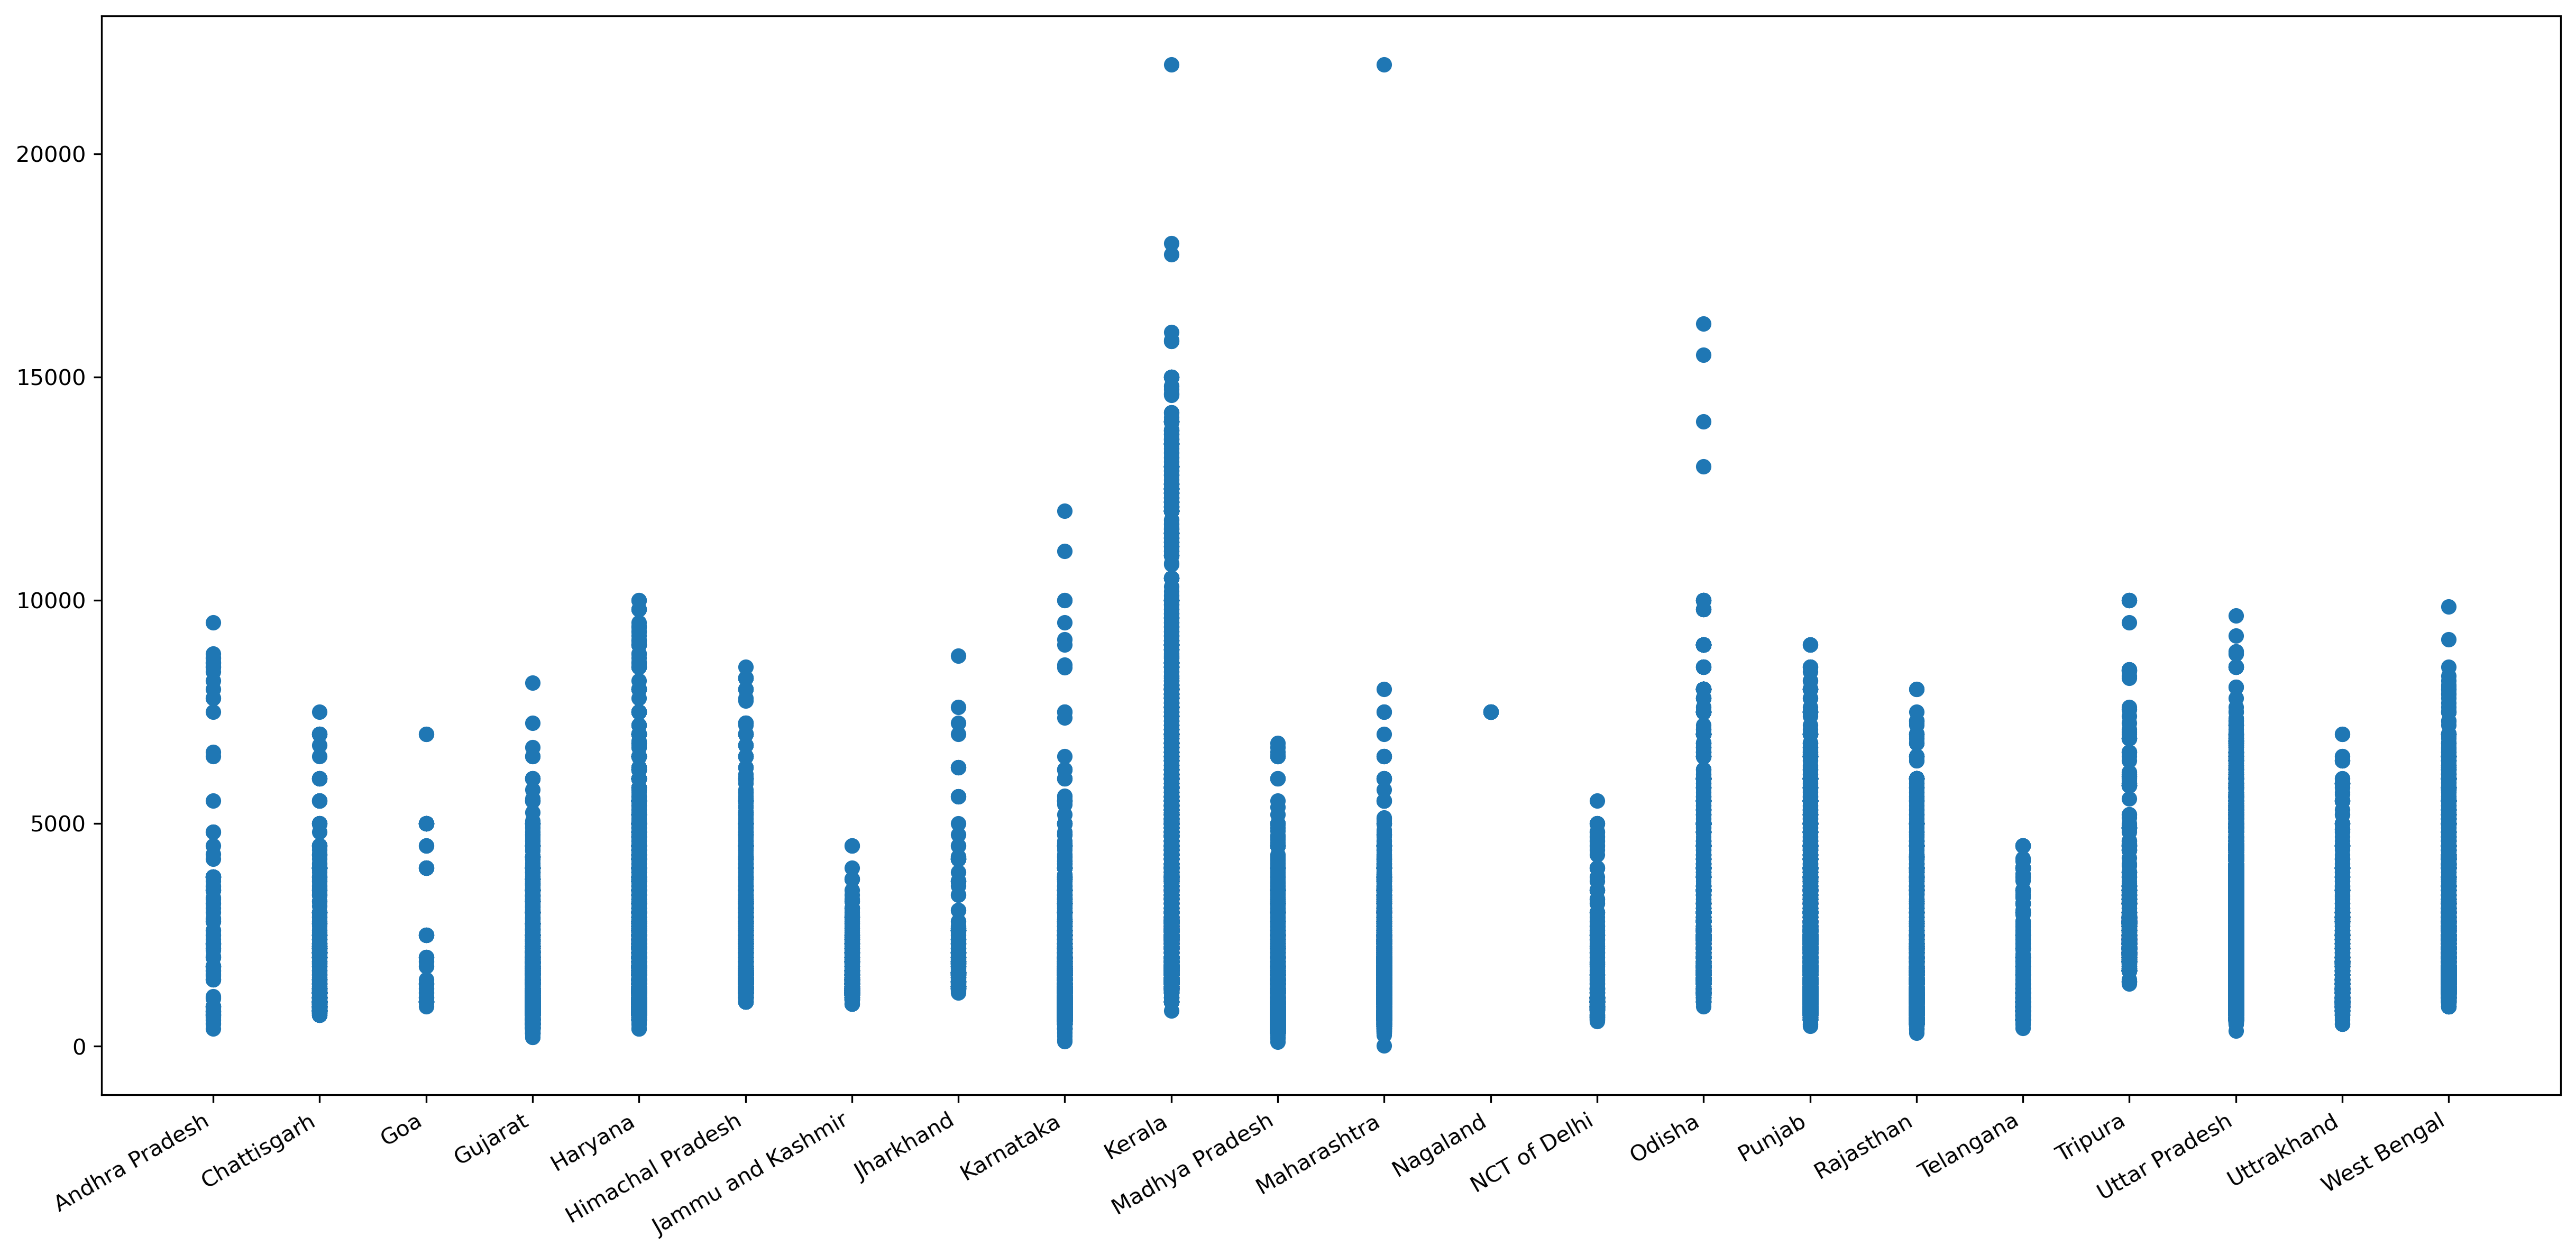 20000
15000
10000
5000
0
Andhra Pradesh
Chattisgarh
Goa
Gujarat
Haryana
Himachal Pradesh
Jammu and Kashmir
Jharkhand
Karnataka
Kerala
Madhya Pradesh
Maharashtra
Nagaland
NCT of Delhi
Odisha
Punjab
Rajasthan
Telangana
Tripura
Uttar Pradesh
Uttrakhand
West Bengal